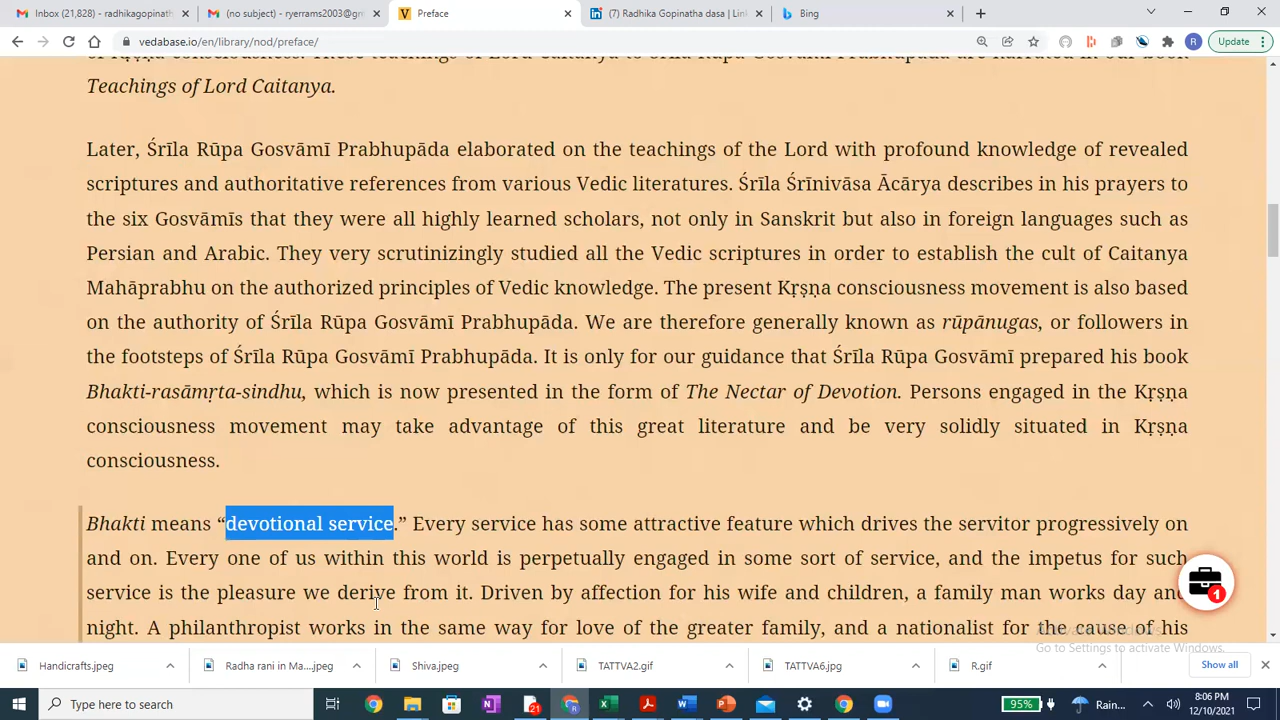 Inbox (21,828) - radhikagopinath
(no subject) - ryerrams2003@gm
Preface
(7) Radhika Gopinatha dasa | Lin
Bing
vedabase.io/en/library/nod/preface/
R
Update
Teachings of Lord Caitanya.
Later, Śrīla Rūpa Gosvāmī Prabhupāda elaborated on the teachings of the Lord with profound knowledge of revealed
scriptures and authoritative references from various Vedic literatures. Śrīla Śrīnivāsa Ācārya describes in his prayers to
the six Gosvāmīs that they were all highly learned scholars, not only in Sanskrit but also in foreign languages such as
Persian and Arabic. They very scrutinizingly studied all the Vedic scriptures in order to establish the cult of Caitanya
Mahāprabhu on the authorized principles of Vedic knowledge. The present Kṛṣṇa consciousness movement is also based
on the authority of Śrīla Rūpa Gosvāmī Prabhupāda. We are therefore generally known as rūpānugas, or followers in
the footsteps of Śrīla Rūpa Gosvāmī Prabhupāda. It is only for our guidance that Śrīla Rūpa Gosvāmī prepared his book
Bhakti-rasāmṛta-sindhu, which is now presented in the form of The Nectar of Devotion. Persons engaged in the Kṛṣṇa
consciousness movement may take advantage of this great literature and be very solidly situated in Kṛṣṇa
consciousness.
Bhakti means “devotional service.” Every service has some attractive feature which drives the servitor progressively on
and on. Every one of us within this world is perpetually engaged in some sort of service, and the impetus for such
service is the pleasure we derive from it. Driven by affection for his wife and children, a family man works day and
night. A philanthropist works in the same way for love of the greater family, and a nationalist for the cause of his
1
Activate Windows
Go to Settings to activate Windows.
Handicrafts.jpeg
Radha rani in Ma....jpeg
Shiva.jpeg
TATTVA2.gif
TATTVA6.jpg
R.gif
Show all
Type here to search
21
95%
Rain...
8:06 PM
12/10/2021